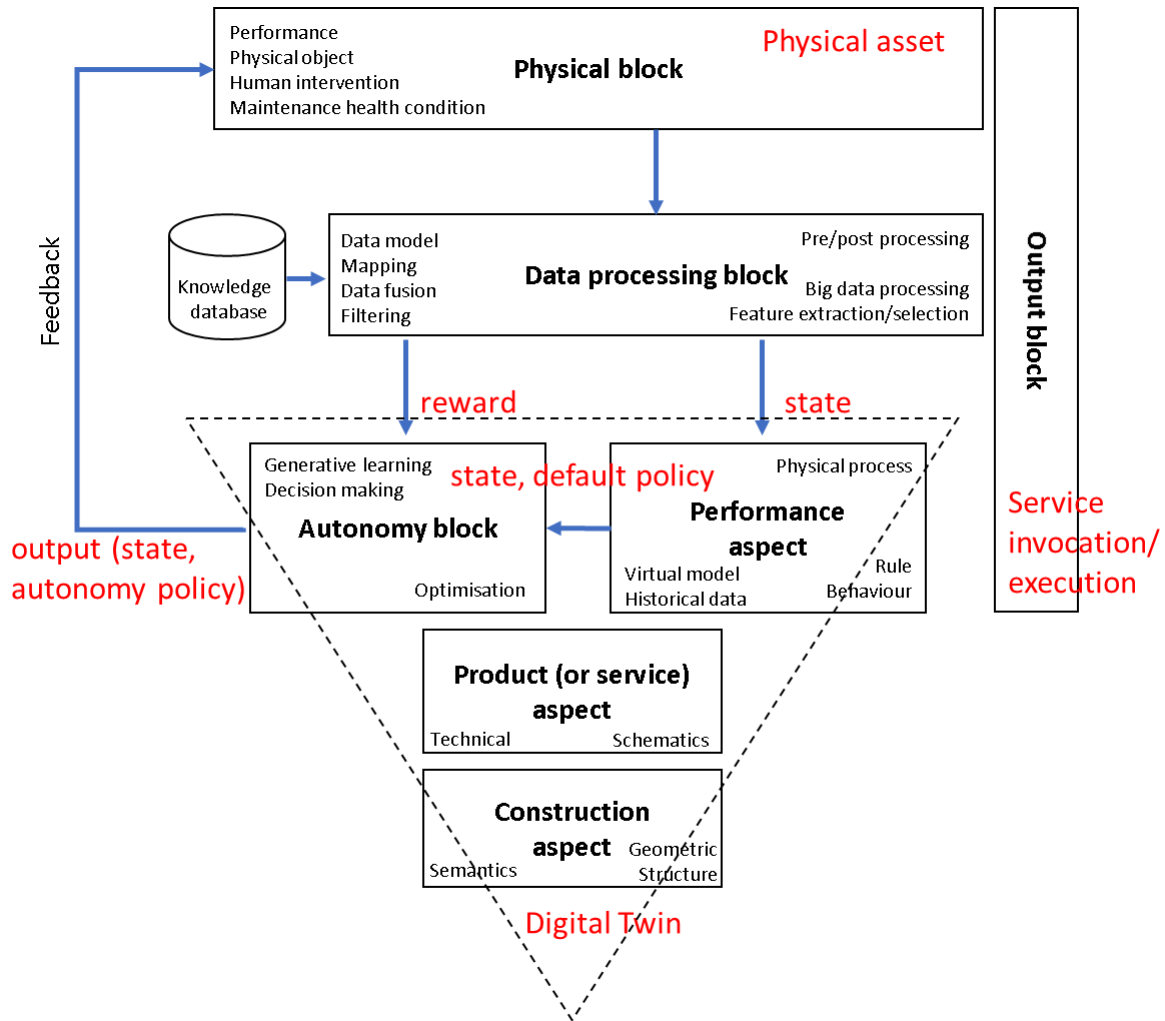 Performance
Physical object
Human intervention
Maintenance health condition
Physical block
Physical asset
Feedback
Knowledge
database
Data model
Mapping
Data fusion
Filtering
Data processing block
Pre/post processing
Big data processing
Feature extraction/selection
Output block
reward
state
Generative learning
Decision making
state, default policy
Autonomy block
Optimisation
Physical process
Performance
aspect
Virtual model
Historical data
Rule
Behaviour
output (state,
autonomy policy)
Service
invocation/
execution
Product (or service)
aspect
Technical
Schematics
Construction
aspect
Semantics
Geometric
Structure
Digital Twin